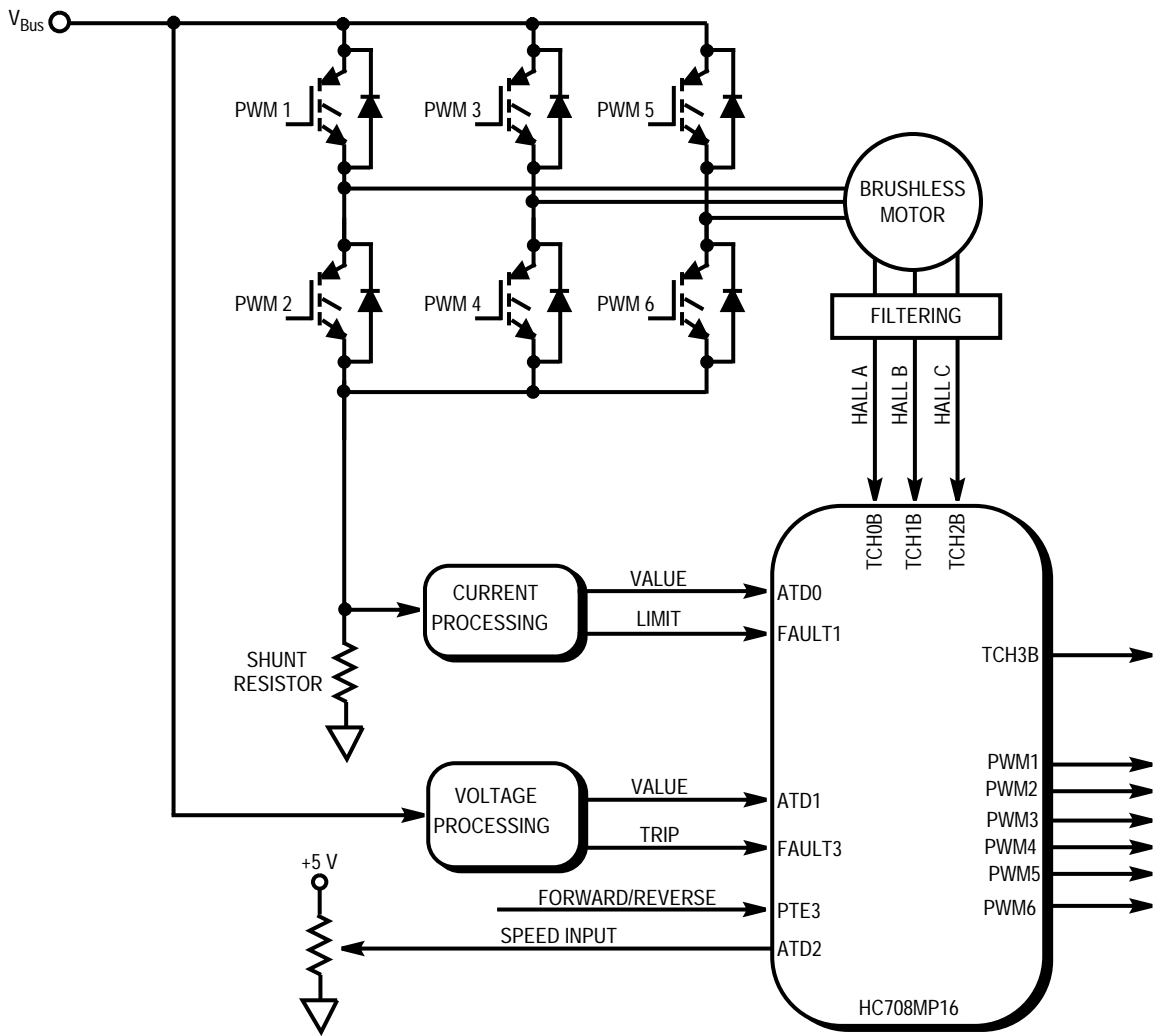 VBus
PWM 1
PWM 3
PWM 5
BRUSHLESS
MOTOR
PWM 2
PWM 4
PWM 6
FILTERING
HALL A
HALL B
HALL C
TCH0B
TCH1B
TCH2B
CURRENT
PROCESSING
VALUE
LIMIT
ATD0
FAULT1
SHUNT
RESISTOR
TCH3B
VOLTAGE
PROCESSING
VALUE
TRIP
ATD1
FAULT3
PWM1
PWM2
PWM3
PWM4
PWM5
PWM6
+5 V
FORWARD/REVERSE
PTE3
SPEED INPUT
ATD2
HC708MP16